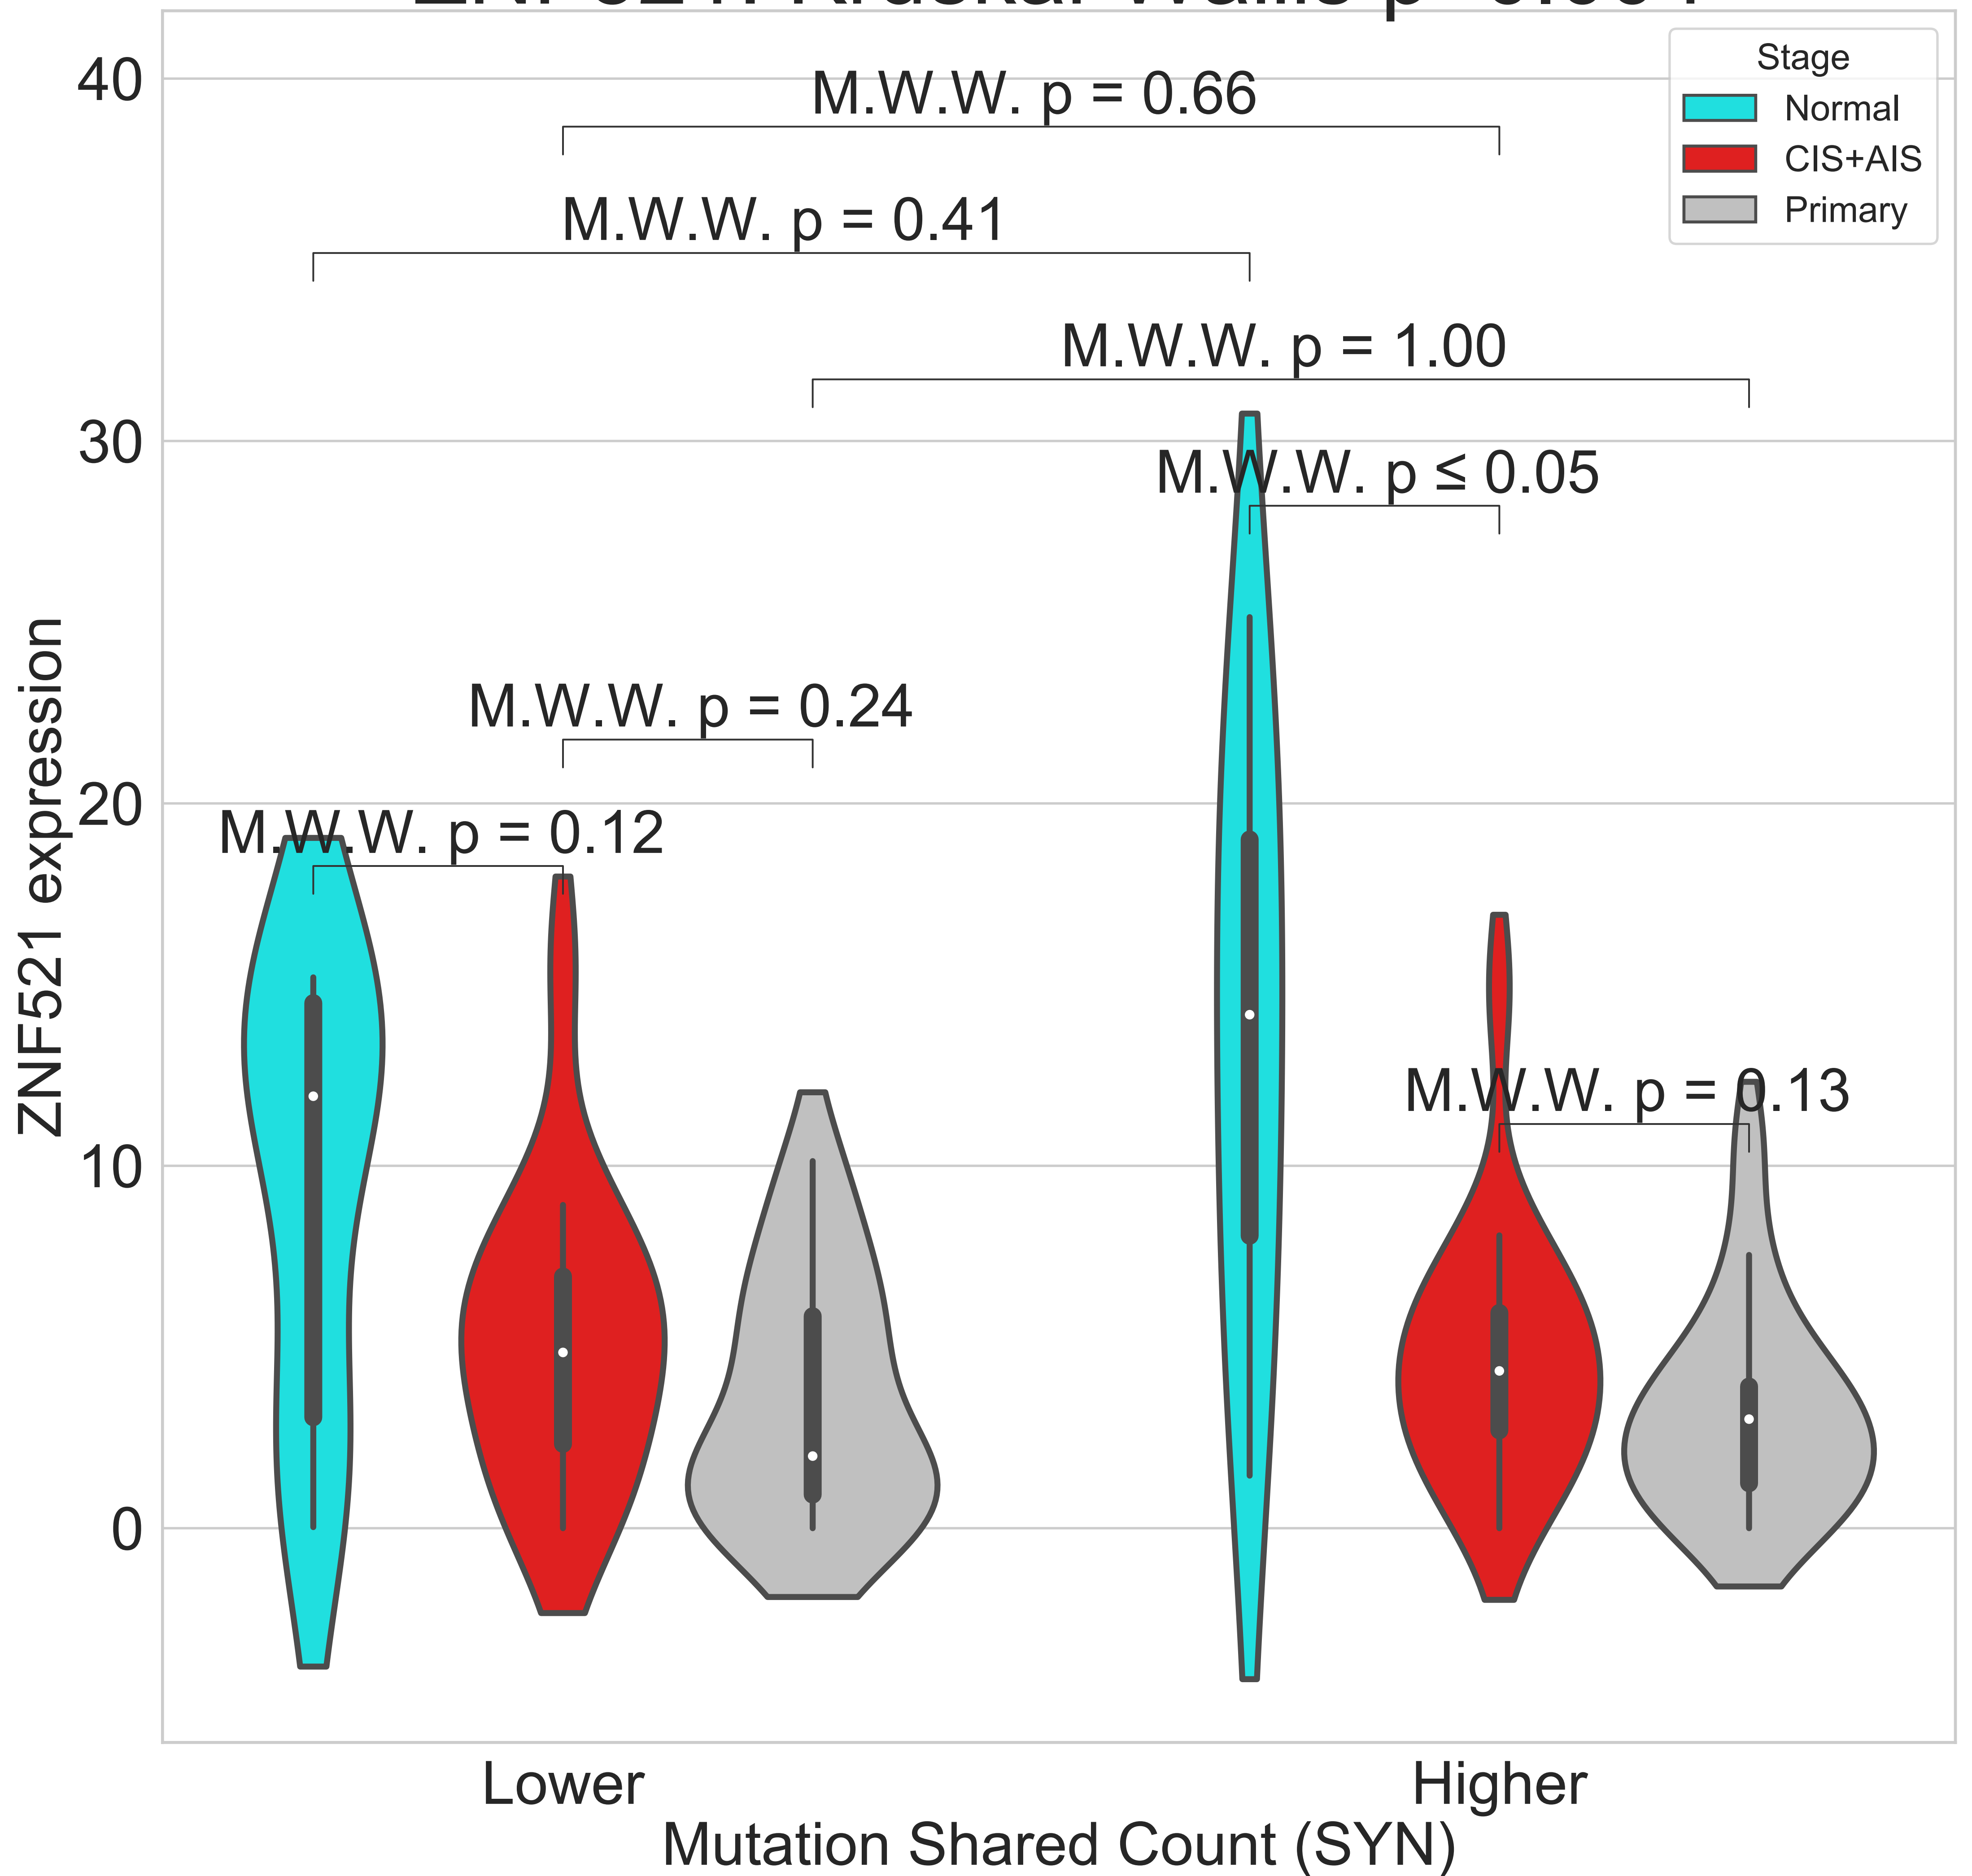 40
30
20
10
0
ZNF521 expression
M.W.W. p = 0.66
M.W.W. p = 0.41
M.W.W. p = 1.00
M.W.W. p ≤ 0.05
M.W.W. p = 0.24
M.W.W. p = 0.12
M.W.W. p = 0.13
Stage
Normal
CIS+AIS
Primary
Lower
Higher
Mutation Shared Count (SYN)